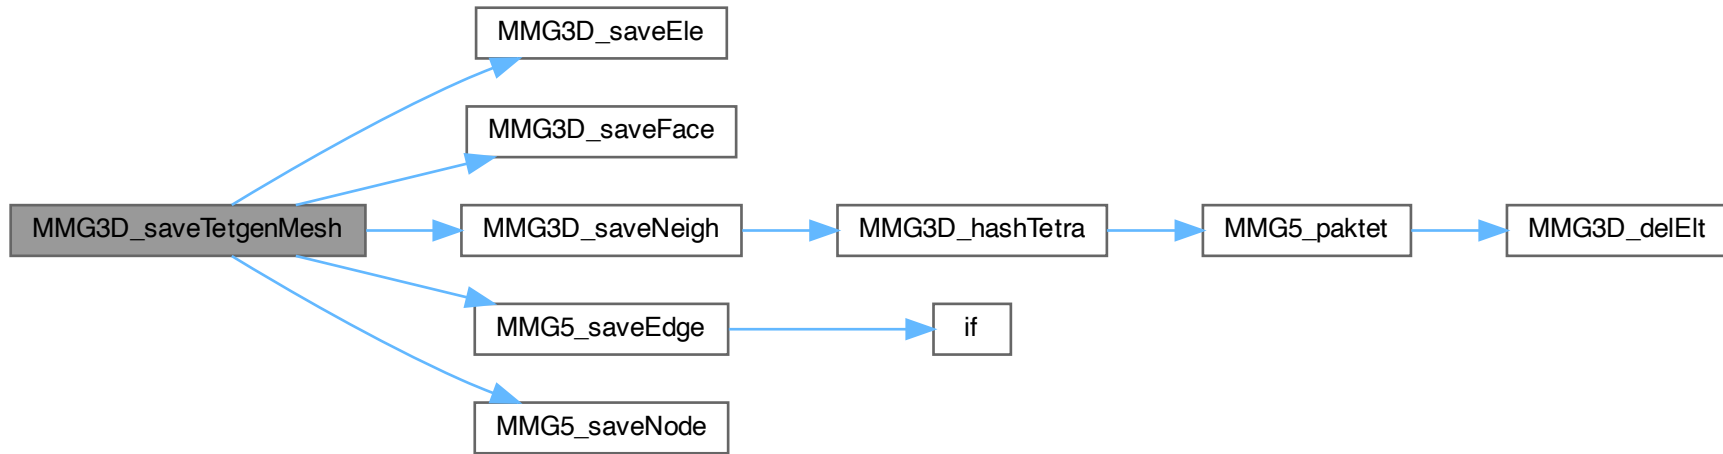 MMG3D_saveEle
MMG3D_saveFace
MMG3D_saveTetgenMesh
MMG3D_saveNeigh
MMG3D_hashTetra
MMG5_paktet
MMG3D_delElt
MMG5_saveEdge
if
MMG5_saveNode